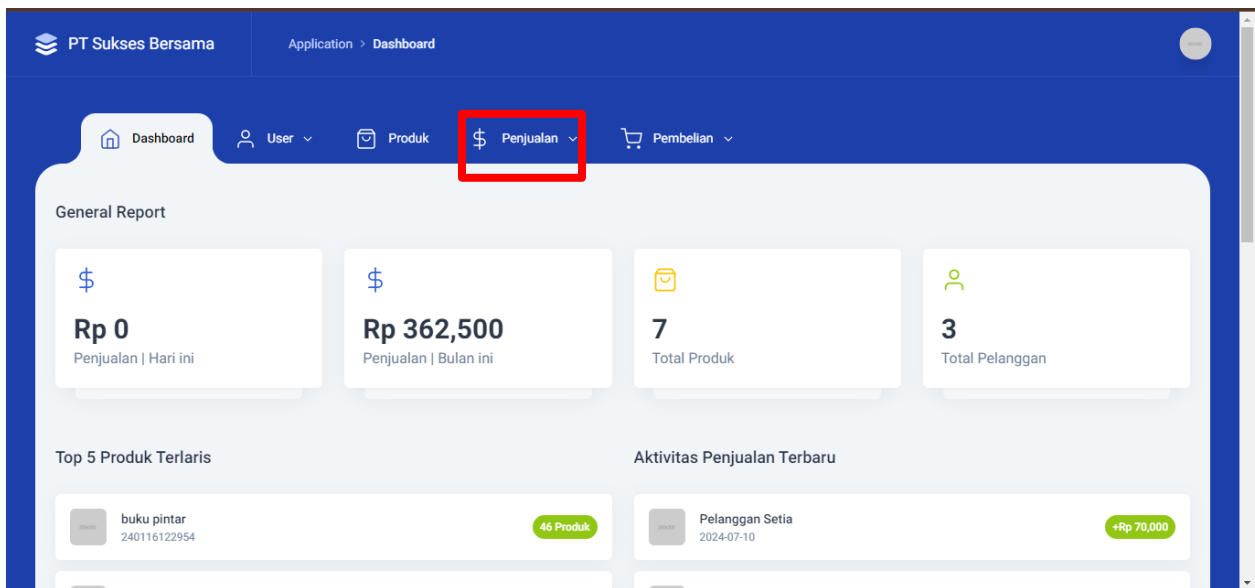 PT Sukses Bersama
Application > Dashboard
Dashboard
User
Produk
Penjualan
Pembelian
General Report
Rp 0
Penjualan | Hari ini
Rp 362,500
Penjualan | Bulan ini
7
Total Produk
3
Total Pelanggan
Top 5 Produk Terlaris
buku pintar
240116122954
46 Produk
Aktivitas Penjualan Terbaru
Pelanggan Setia
2024-07-10
+Rp 70,000